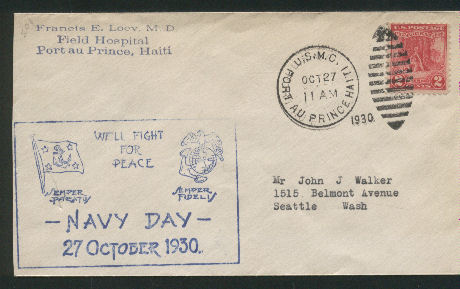 Francis E. Locy, M.D.
Field Hospital
Port au Prince, Haiti
U.S.M.C.
PORT AU PRINCE HAITI
OCT 27
11 AM
1930.
U.S. POSTAGE
2 2
WE'LL FIGHT
FOR
PEACE
SEMPER
PARATUS
SEMPER
FIDELIS
- NAVY DAY -
27 OCTOBER 1930.
Mr John J Walker
1515 Belmont Avenue
Seattle Wash